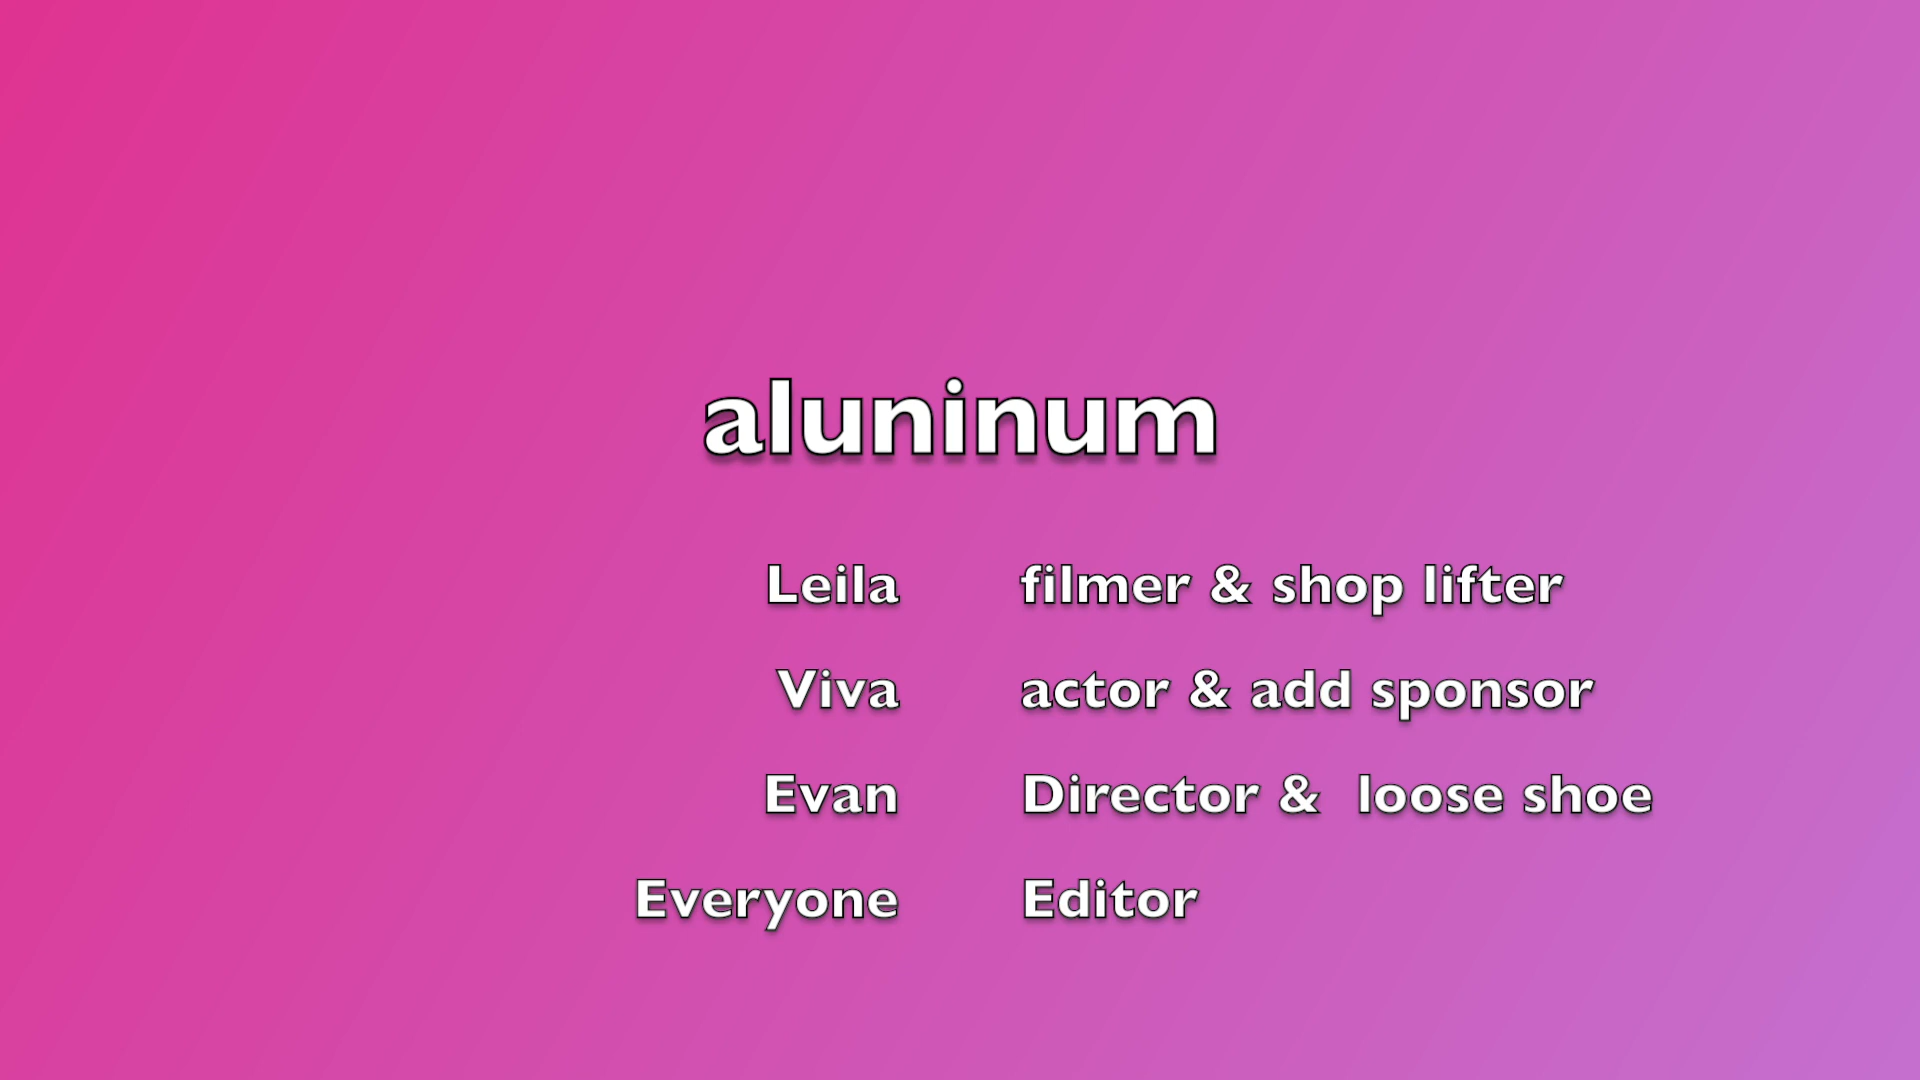 aluninum
Leila filmer & shop lifter
Viva actor & add sponsor
Evan Director & loose shoe
Everyone Editor